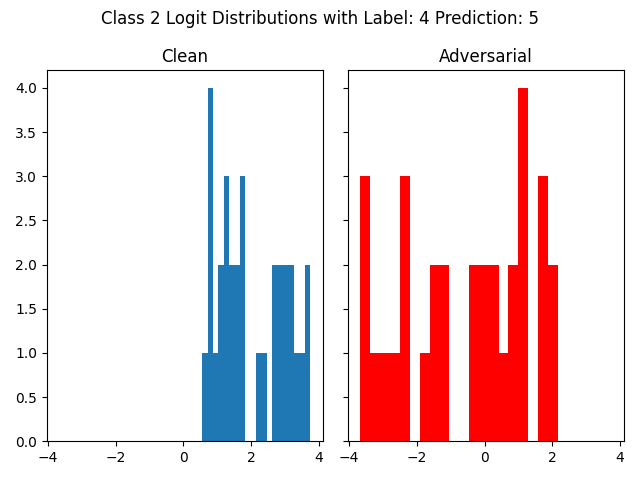 Class 2 Logit Distributions with Label: 4 Prediction: 5
Clean
Adversarial
4.0
3.5
3.0
2.5
2.0
1.5
1.0
0.5
0.0
−4 −2 0 2 4
−4 −2 0 2 4